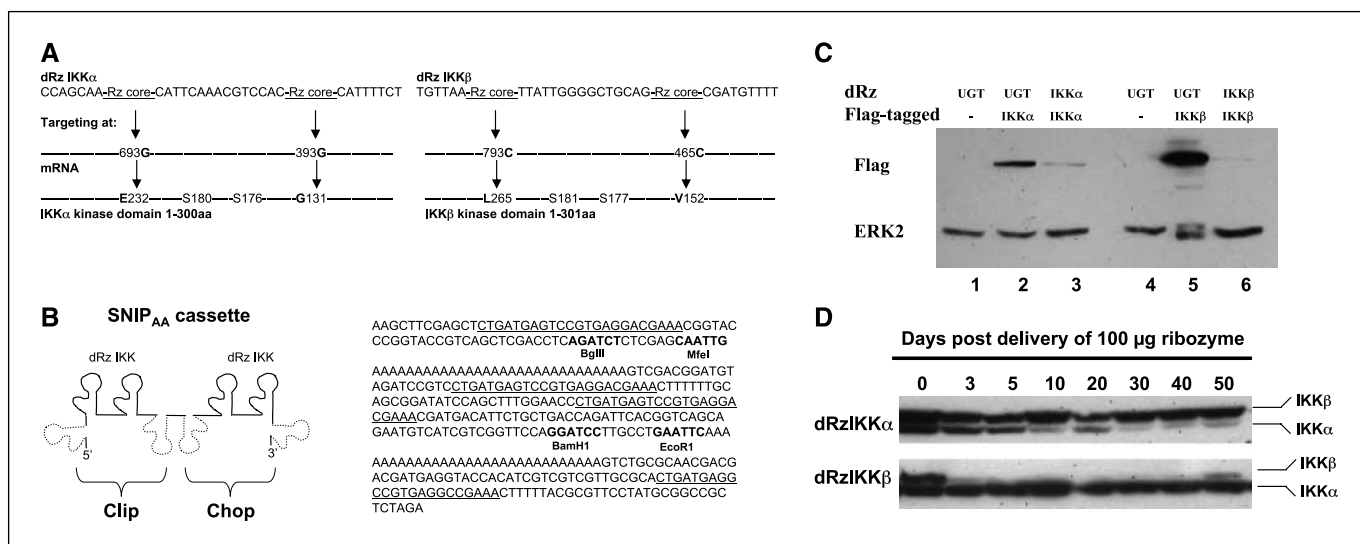 A
dRz IKKα
CCAGCAA-Rz core-CATTCAAACGTCCAC-Rz core-CATTTTCT
Targeting at:
693G 393G
mRNA
E232 S180 S176 G131
IKKα kinase domain 1-300aa
dRz IKKβ
TGTTAA-Rz core-TTATTGGGGCTGCAG-Rz core-CGATGTTTT
793C 465C
L265 S181 S177 V152
IKKβ kinase domain 1-301aa
B
SNIPAA cassette
dRz IKK dRz IKK
5' 3'
Clip Chop
AAGCTTCGAGCTCTGATGAGTCCGTGAGGACGAAACGGTAC
CCGGTACCGTCAGCTCGACCTCAGATCTCTCGAGCAATTG
BglII MfeI
AAAAAAAAAAAAAAAAAAAAAAAAAAAAAAGTCGACGGATGT
AGATCCGTCCTGATGAGTCCGTGAGGACGAAACTTTTTTGC
AGCGGATATCCAGCTTTGGAACCCTGATGAGTCCGTGAGGA
CGAAACGATGACATTCTGCTGACCAGATTCACGGTCAGCA
GAATGTCATCGTCGGTTCCAGGATCCTTGCCTGAATTCAAA
BamH1 EcoR1
AAAAAAAAAAAAAAAAAAAAAAAAAAAGTCTGCGCAACGACG
ACGATGAGGTACCACATCGTCGTCGTTGCGCACTGATGAGG
CCGTGAGGCCGAAACTTTTTACGCGTTCCTATGCGGCCGC
TCTAGA
C
dRz UGT UGT IKKα UGT UGT IKKβ
Flag-tagged - IKKα IKKα - IKKβ IKKβ
Flag
ERK2
1 2 3 4 5 6
D
Days post delivery of 100 µg ribozyme
0 3 5 10 20 30 40 50
dRzIKKα
IKKβ
IKKα
dRzIKKβ
IKKβ
IKKα